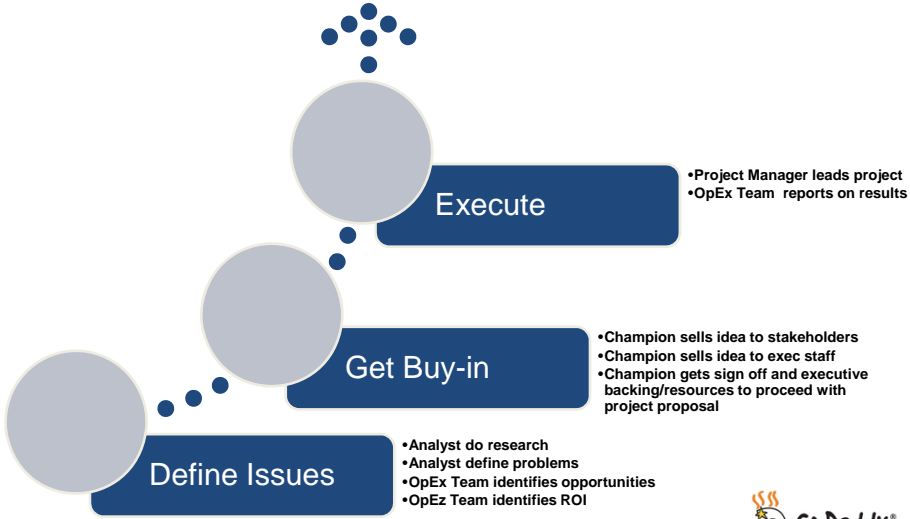 Execute
•Project Manager leads project
•OpEx Team reports on results
Get Buy-in
•Champion sells idea to stakeholders
•Champion sells idea to exec staff
•Champion gets sign off and executive
backing/resources to proceed with
project proposal
Define Issues
•Analyst do research
•Analyst define problems
•OpEx Team identifies opportunities
•OpEz Team identifies ROI